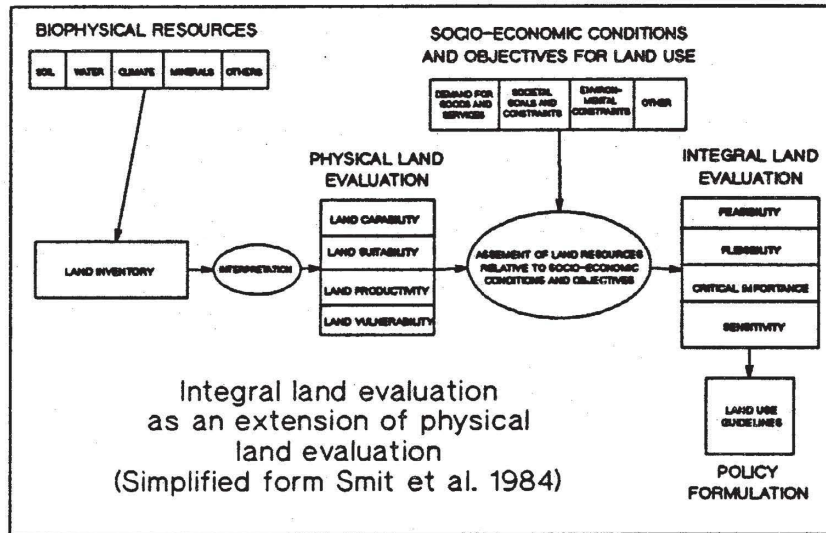 BIOPHYSICAL RESOURCES
SOIL WATER CLIMATE MINERALS OTHERS
SOCIO-ECONOMIC CONDITIONS
AND OBJECTIVES FOR LAND USE
DEMAND FOR
GOODS AND
SERVICES
SOCIETAL
GOALS AND
CONSTRAINTS
ENVIRON-
MENTAL
CONSTRAINTS
OTHER
PHYSICAL LAND
EVALUATION
LAND CAPABILITY
LAND SUITABILITY
LAND PRODUCTIVITY
LAND VULNERABILITY
INTEGRAL LAND
EVALUATION
FEASIBILITY
FLEXIBILITY
CRITICAL IMPORTANCE
SENSITIVITY
LAND INVENTORY
INTERPRETATION
ASSEMENT OF LAND RESOURCES
RELATIVE TO SOCIO-ECONOMIC
CONDITIONS AND OBJECTIVES
LAND USE
GUIDELINES
POLICY
FORMULATION
Integral land evaluation
as an extension of physical
land evaluation
(Simplified form Smit et al. 1984)